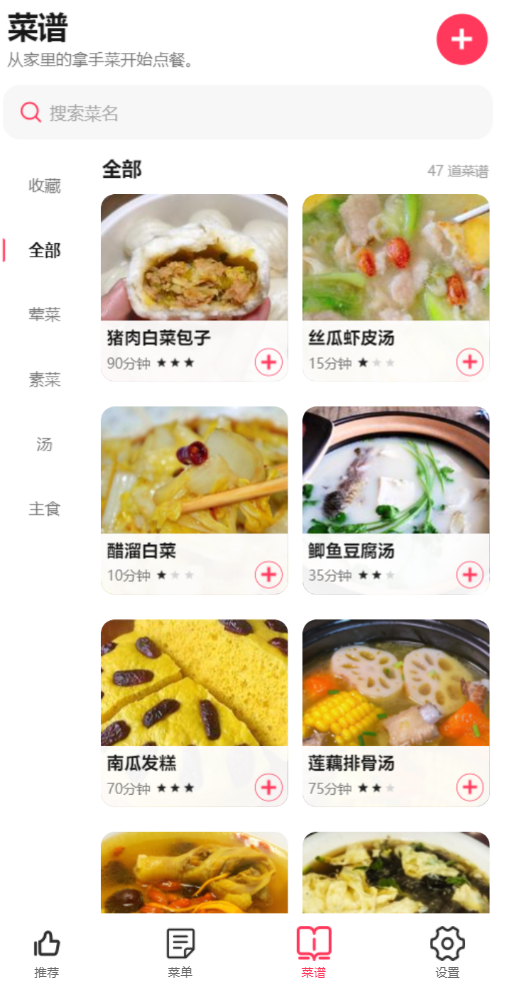 菜谱
从家里的拿手菜开始点餐。
搜索菜名
收藏
全部
荤菜
素菜
汤
主食
全部
47 道菜谱
猪肉白菜包子
90分钟 ★★★
丝瓜虾皮汤
15分钟 ★★★
醋溜白菜
10分钟 ★★★
鲫鱼豆腐汤
35分钟 ★★★
南瓜发糕
70分钟 ★★★
莲藕排骨汤
75分钟 ★★★
推荐
菜单
菜谱
设置